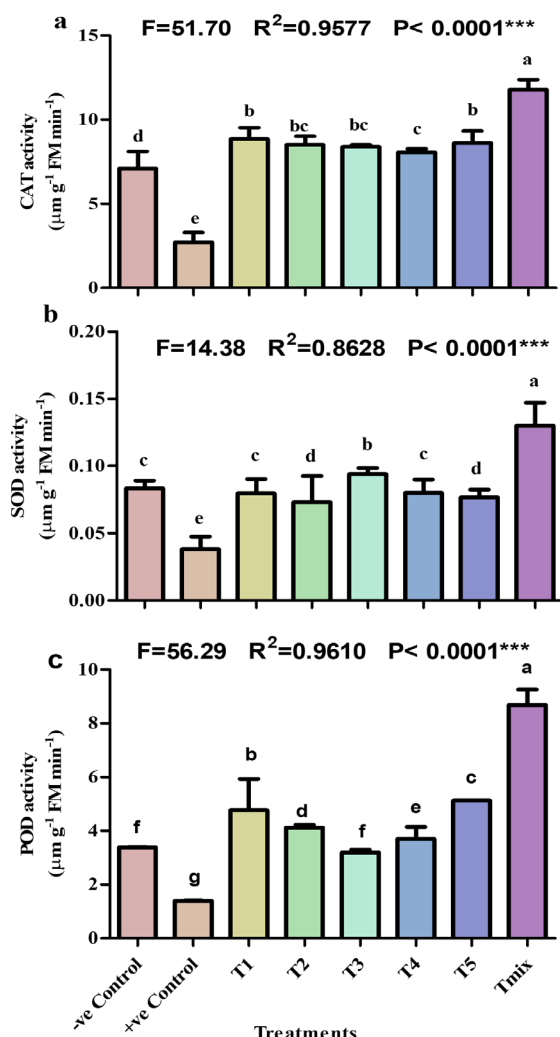 a
F=51.70 R²=0.9577 P< 0.0001***
CAT activity
(μm g⁻¹ FM min⁻¹)
15
10
5
0
d
e
b
bc
bc
c
b
a
b
F=14.38 R²=0.8628 P< 0.0001***
SOD activity
(μm g⁻¹ FM min⁻¹)
0.20
0.15
0.10
0.05
0.00
c
e
c
d
b
c
d
a
c
F=56.29 R²=0.9610 P< 0.0001***
POD activity
(μm g⁻¹ FM min⁻¹)
10
8
6
4
2
0
f
g
b
d
f
e
c
a
-ve Control
+ve Control
T1
T2
T3
T4
T5
Tmix
Treatments